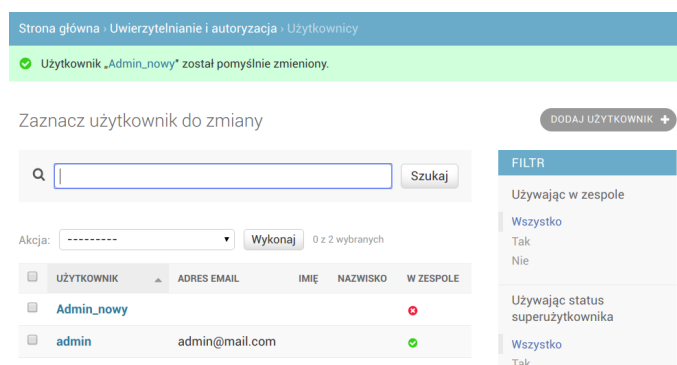 Strona główna › Uwierzytelnianie i autoryzacja › Użytkownicy
Użytkownik „Admin_nowy" został pomyślnie zmieniony.
Zaznacz użytkownik do zmiany
DODAJ UŻYTKOWNIK +
Szukaj
Akcja: --------- Wykonaj 0 z 2 wybranych
UŻYTKOWNIK ADRES EMAIL IMIĘ NAZWISKO W ZESPOLE
Admin_nowy
admin admin@mail.com
FILTR
Używając w zespole
Wszystko
Tak
Nie
Używając status
superużytkownika
Wszystko
Tak